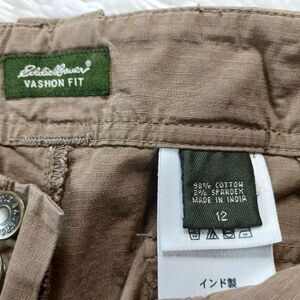 Eddie Bauer
VASHON FIT
98% COTTON
2% SPANDEX
MADE IN INDIA
12
インド製